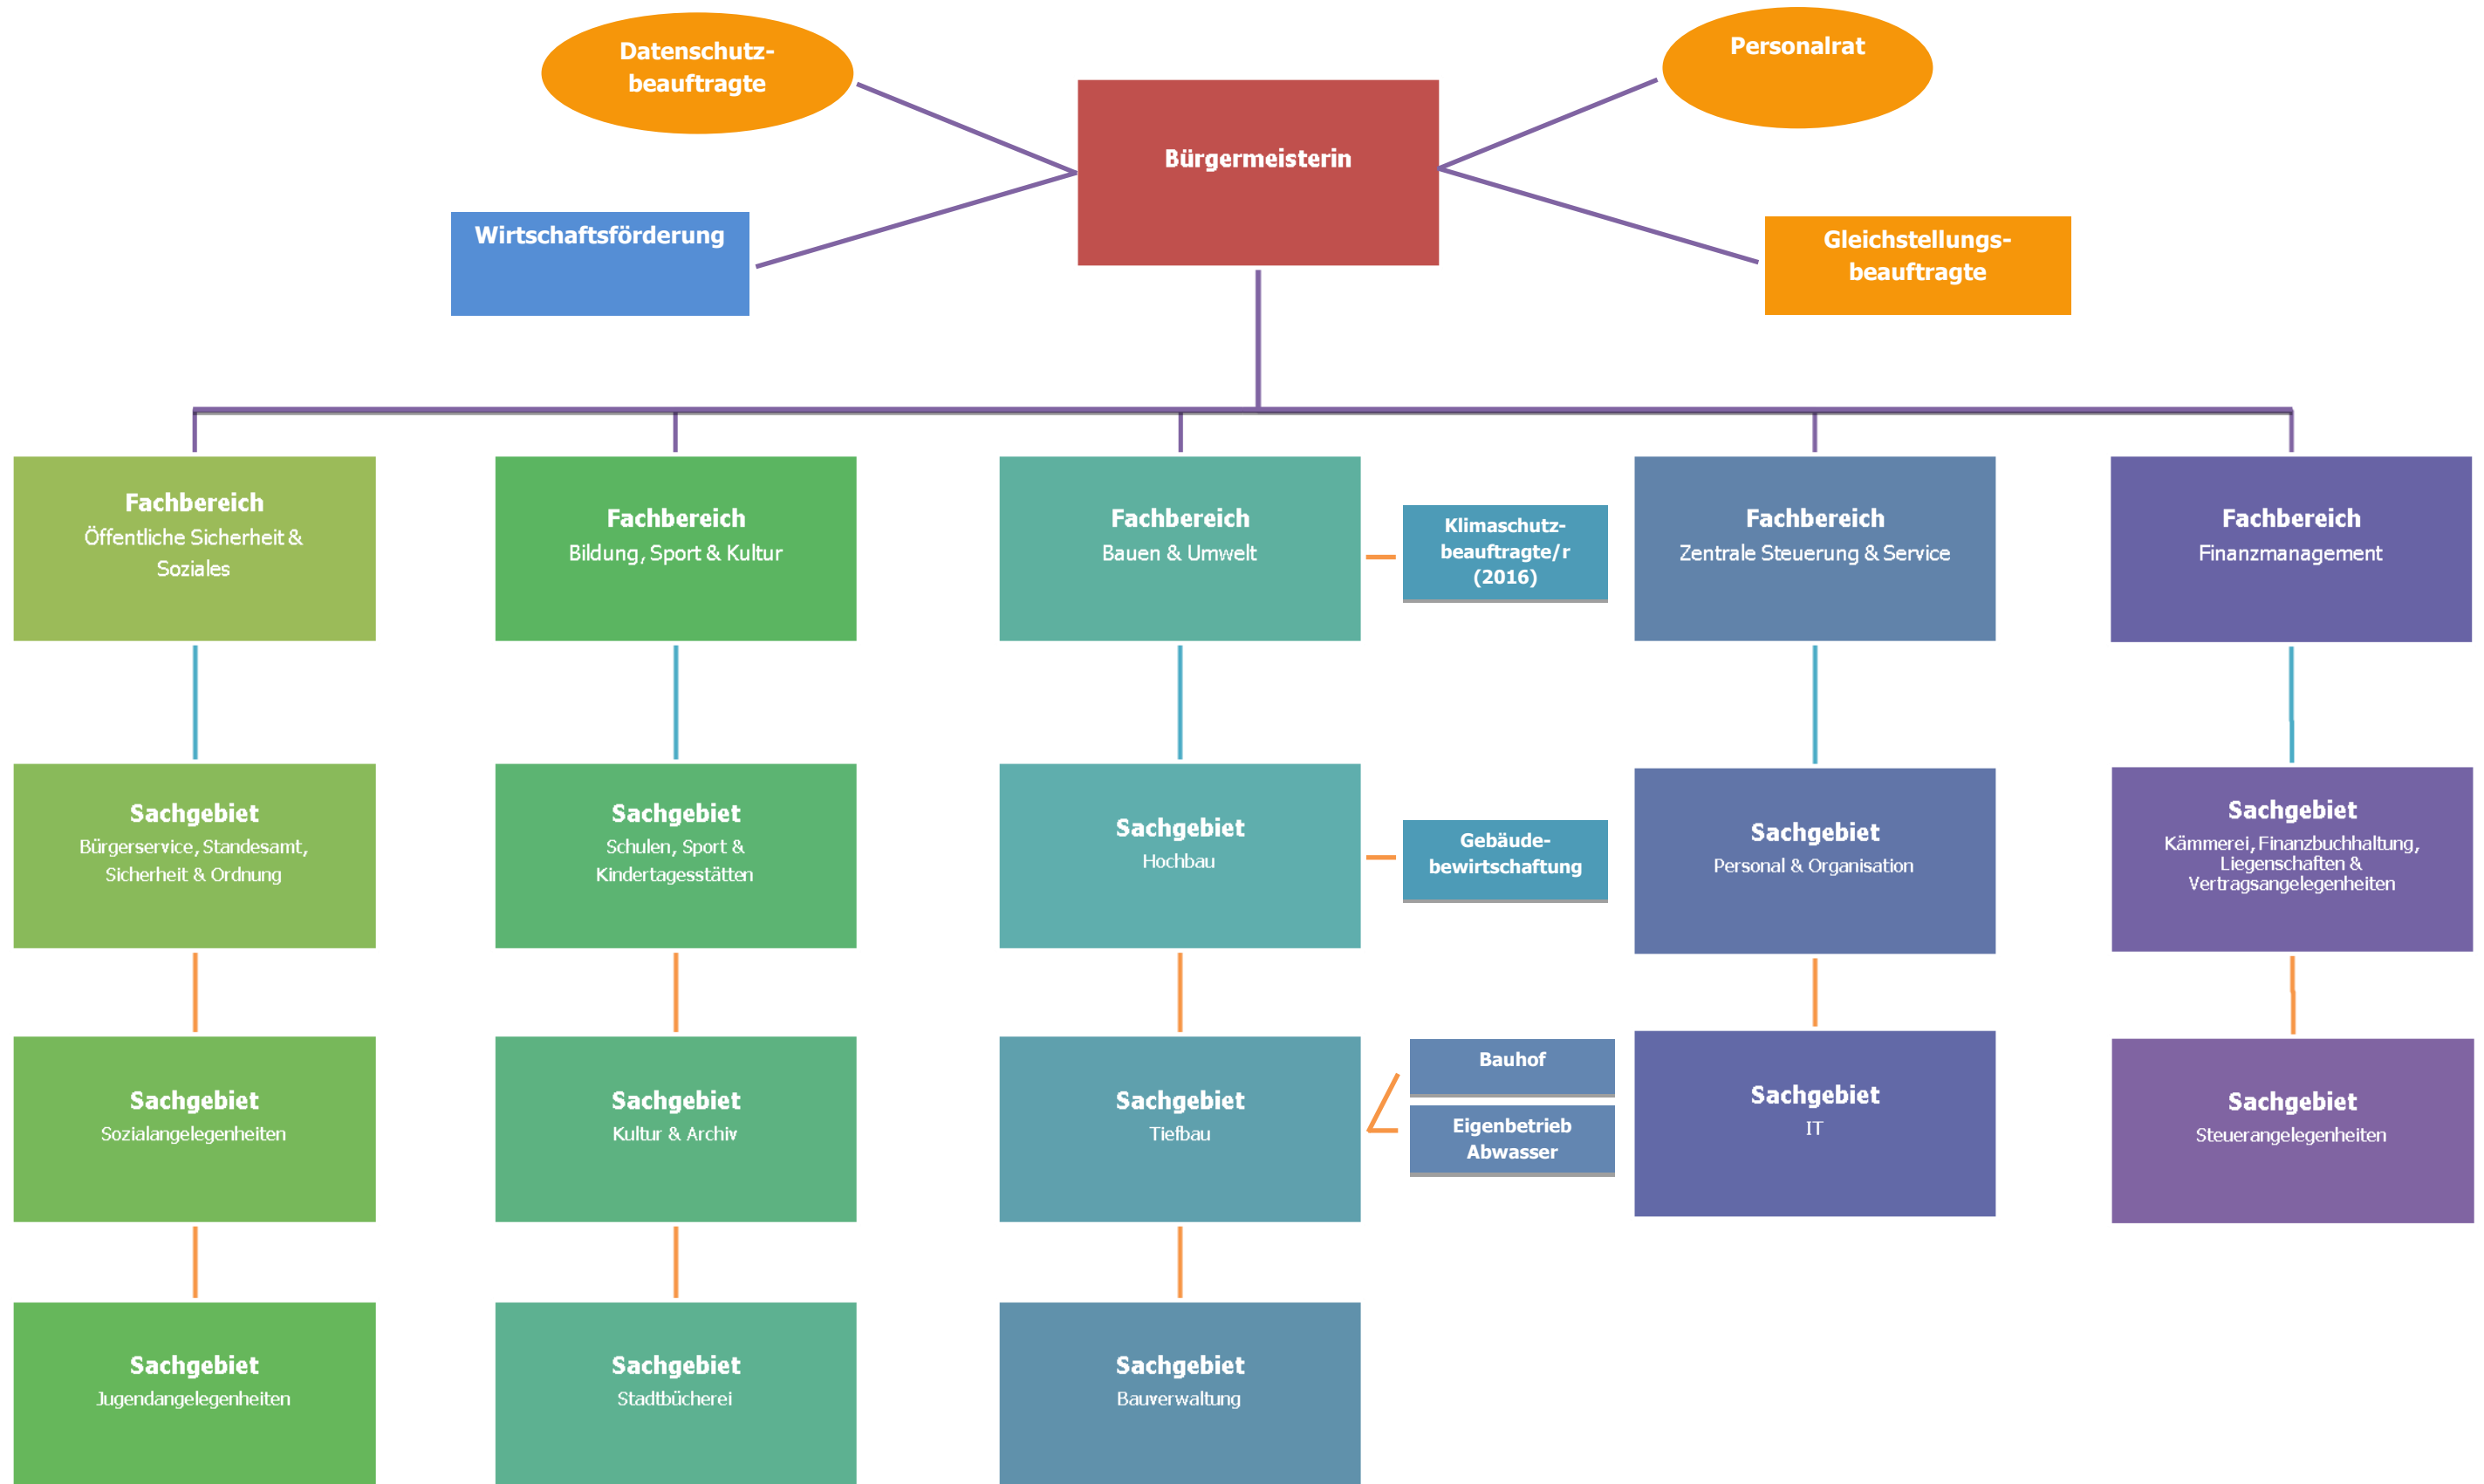 Datenschutz-
beauftragte
Personalrat
Bürgermeisterin
Wirtschaftsförderung
Gleichstellungs-
beauftragte
Fachbereich
Öffentliche Sicherheit &
Soziales
Fachbereich
Bildung, Sport & Kultur
Fachbereich
Bauen & Umwelt
Klimaschutz-
beauftragte/r
(2016)
Fachbereich
Zentrale Steuerung & Service
Fachbereich
Finanzmanagement
Sachgebiet
Bürgerservice, Standesamt,
Sicherheit & Ordnung
Sachgebiet
Schulen, Sport &
Kindertagesstätten
Sachgebiet
Hochbau
Gebäude-
bewirtschaftung
Sachgebiet
Personal & Organisation
Sachgebiet
Kämmerei, Finanzbuchhaltung,
Liegenschaften &
Vertragsangelegenheiten
Sachgebiet
Sozialangelegenheiten
Sachgebiet
Kultur & Archiv
Sachgebiet
Tiefbau
Bauhof
Eigenbetrieb
Abwasser
Sachgebiet
IT
Sachgebiet
Steuerangelegenheiten
Sachgebiet
Jugendangelegenheiten
Sachgebiet
Stadtbücherei
Sachgebiet
Bauverwaltung